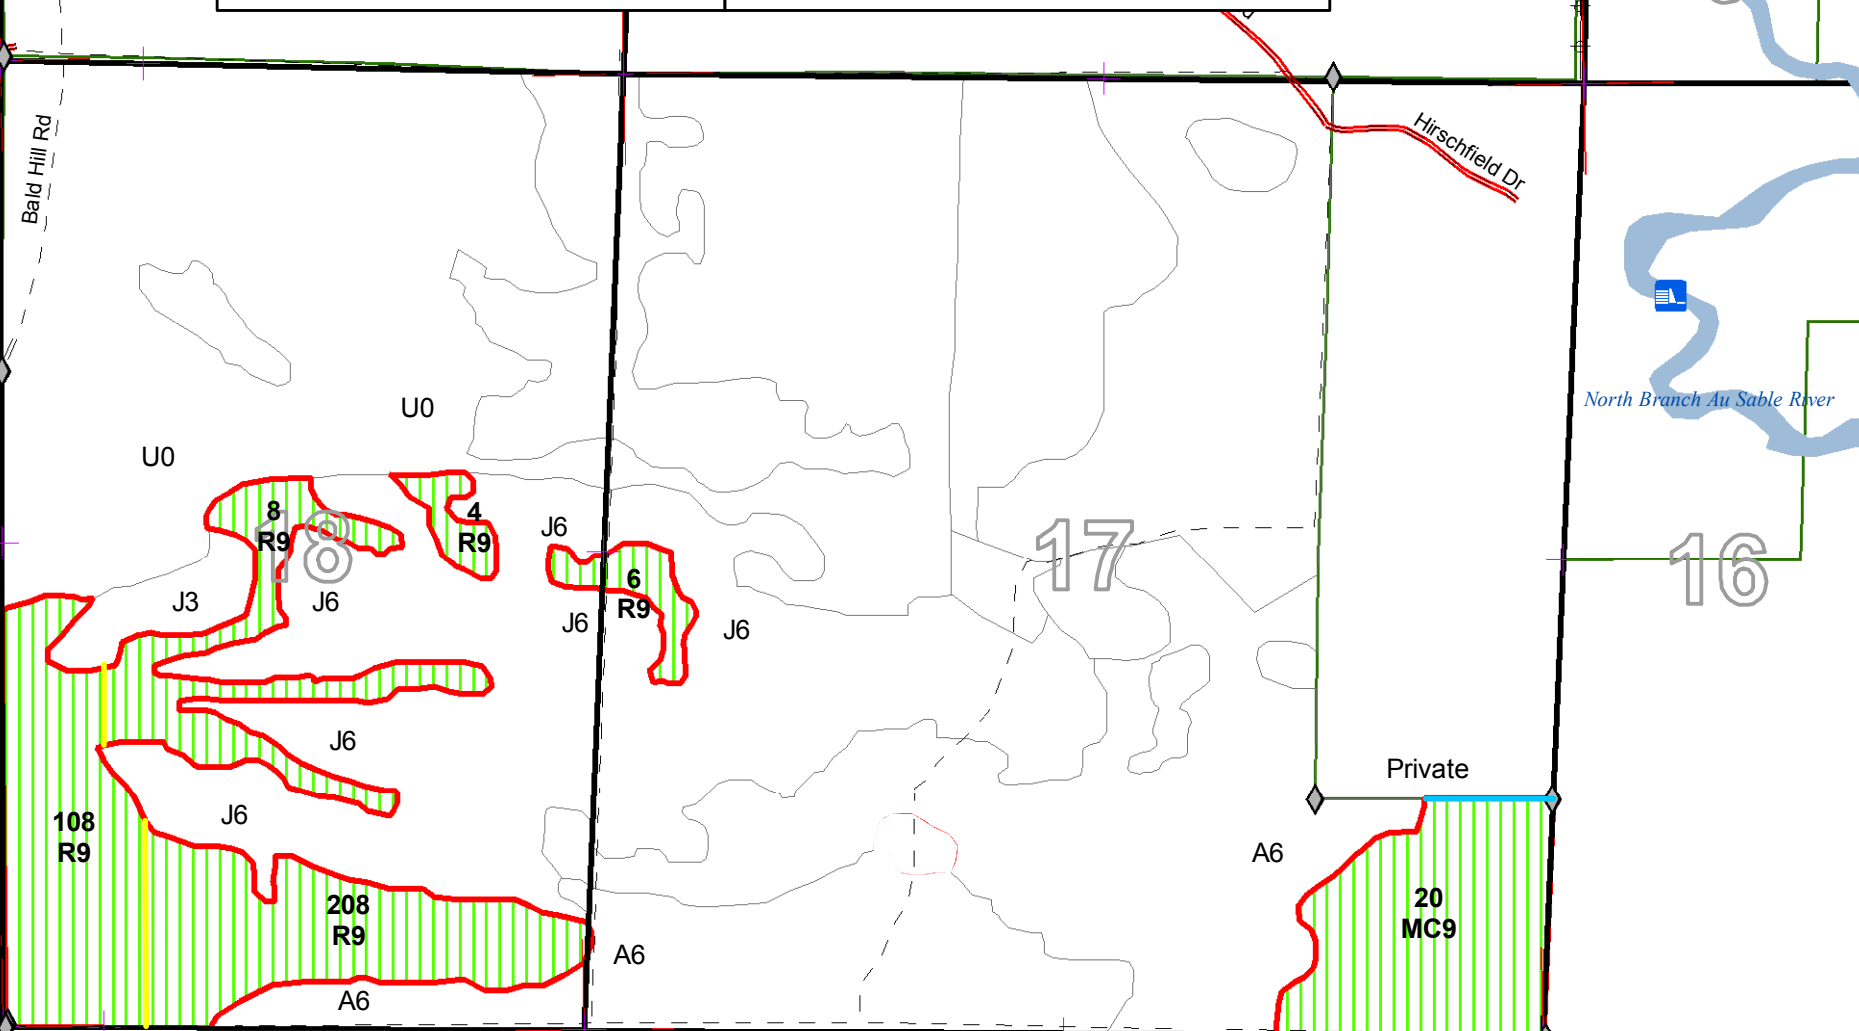 Hirschfield Dr
Bald Hill Rd
North Branch Au Sable River
U0
U0
8
R9
18
4
R9
J6
17
16
6
R9
J3
J6
J6
J6
J6
Private
108
R9
J6
A6
208
R9
20
MC9
A6
A6